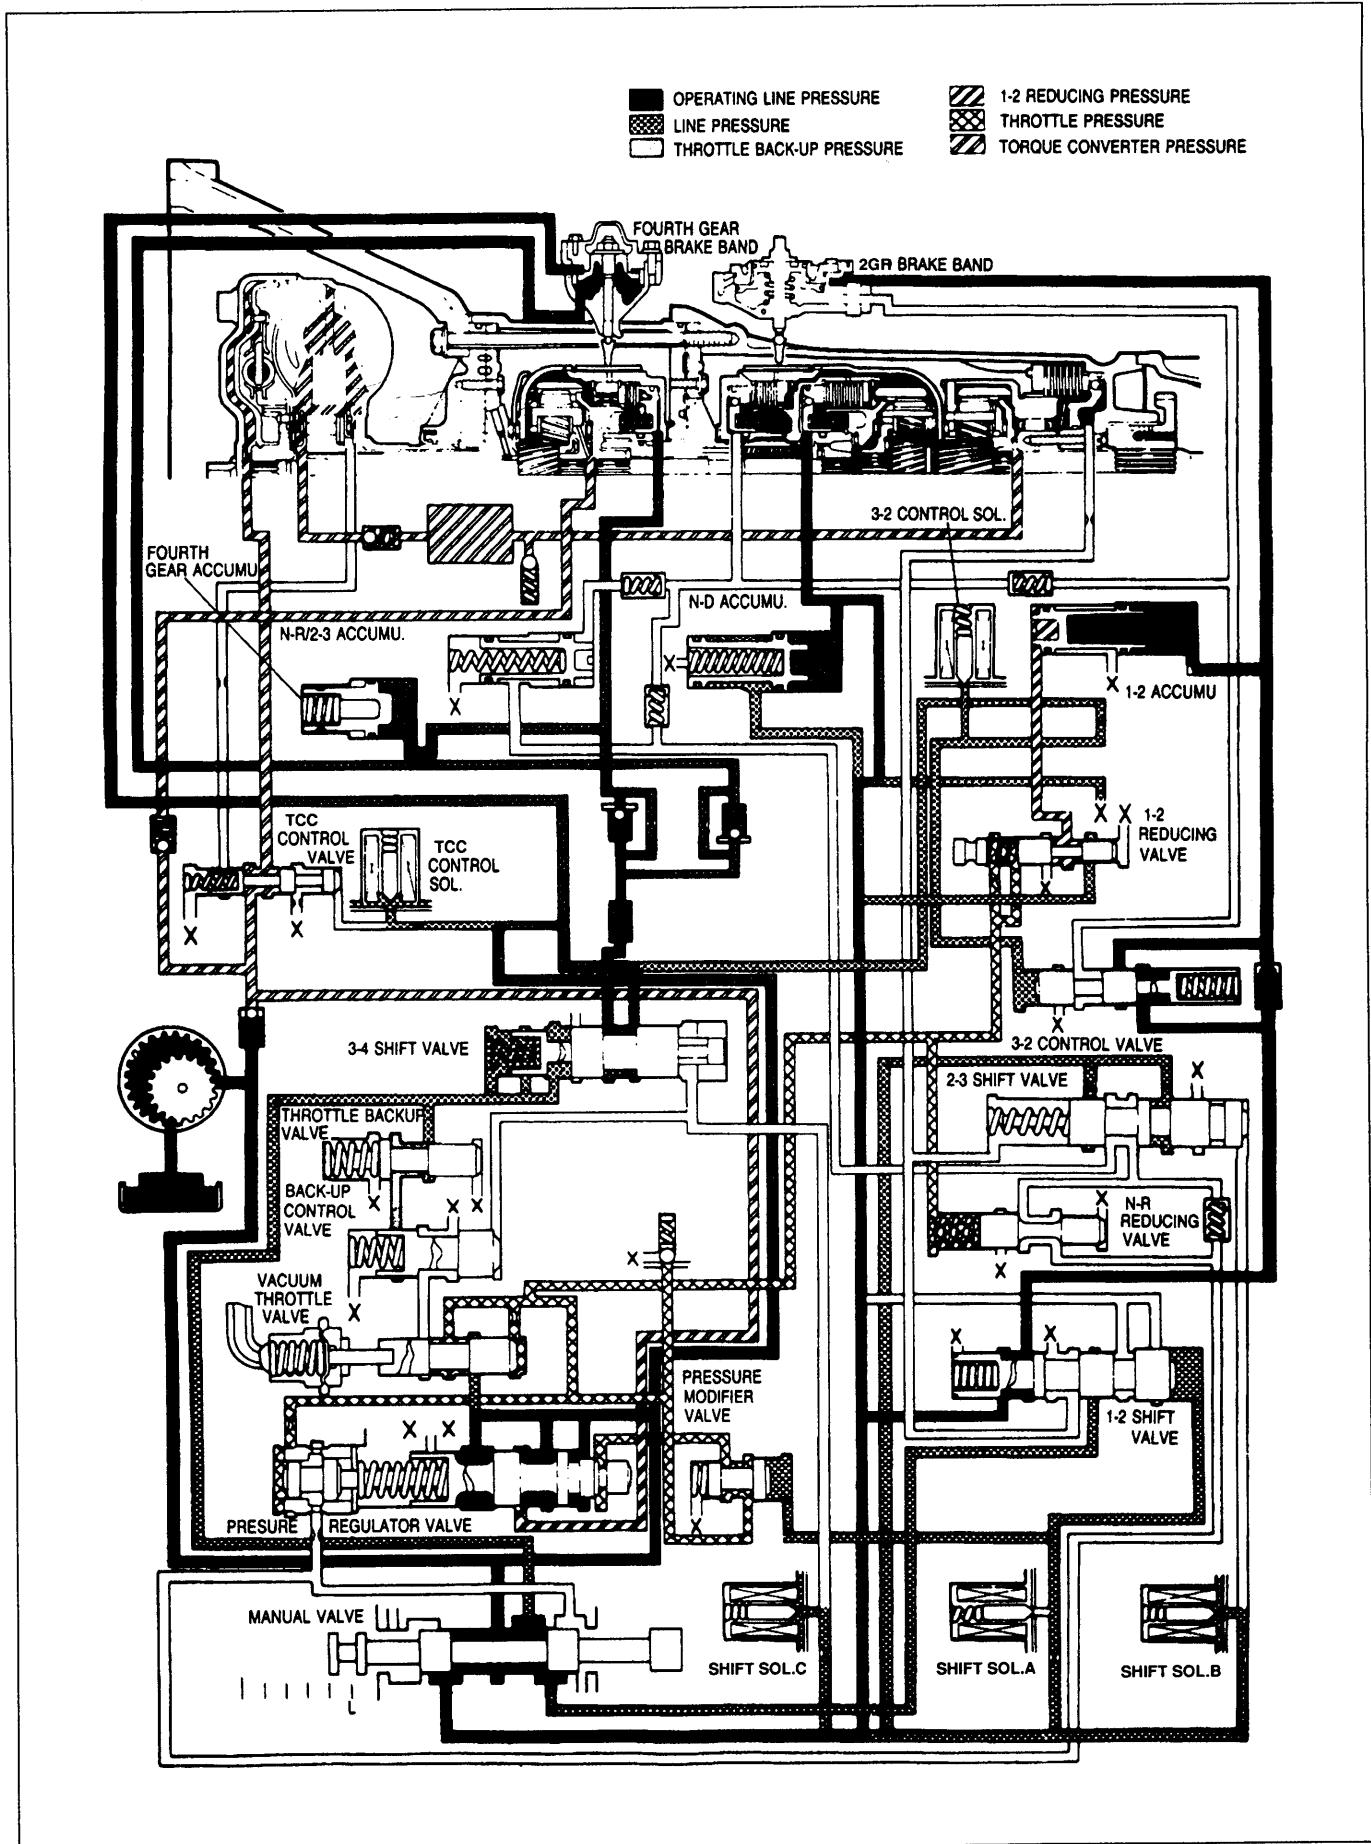 OPERATING LINE PRESSURE
LINE PRESSURE
THROTTLE BACK-UP PRESSURE
1-2 REDUCING PRESSURE
THROTTLE PRESSURE
TORQUE CONVERTER PRESSURE
FOURTH GEAR
BRAKE BAND
2GR BRAKE BAND
3-2 CONTROL SOL.
FOURTH
GEAR ACCUMU
N-R/2-3 ACCUMU.
N-D ACCUMU.
X
X
X
1-2 ACCUMU
X X
1-2
REDUCING
VALVE
X
TCC
CONTROL
VALVE
TCC
CONTROL
SOL.
X
X
X
3-2 CONTROL VALVE
3-4 SHIFT VALVE
2-3 SHIFT VALVE
X
THROTTLE BACKUP
VALVE
BACK-UP
CONTROL
VALVE
X
X
X
X
X
X
N-R
REDUCING
VALVE
X
X
VACUUM
THROTTLE
VALVE
X
X
PRESSURE
MODIFIER
VALVE
X X
X
1-2 SHIFT
VALVE
PRESURE REGULATOR VALVE
MANUAL VALVE
SHIFT SOL.C
SHIFT SOL.A
SHIFT SOL.B